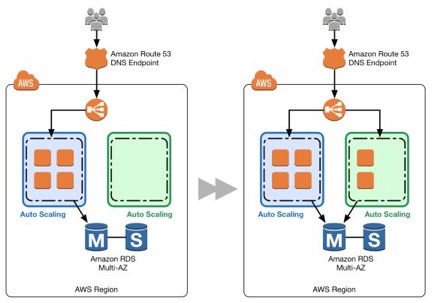 Amazon Route 53
DNS Endpoint
AWS
Auto Scaling
Auto Scaling
M
S
Amazon RDS
Multi-AZ
AWS Region
Amazon Route 53
DNS Endpoint
AWS
Auto Scaling
Auto Scaling
M
S
Amazon RDS
Multi-AZ
AWS Region